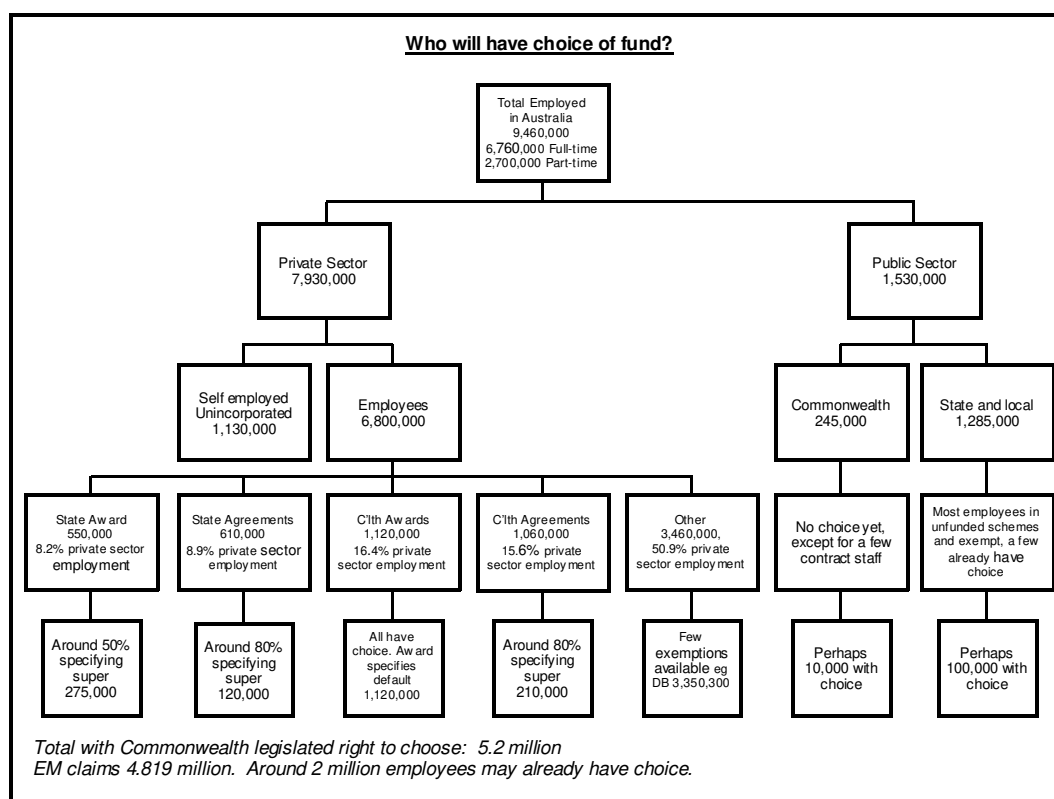 Who will have choice of fund?
Total Employed
in Australia
9,460,000
6,760,000 Full-time
2,700,000 Part-time
Private Sector
7,930,000
Public Sector
1,530,000
Self employed
Unincorporated
1,130,000
Employees
6,800,000
Commonwealth
245,000
State and local
1,285,000
State Award
550,000
8.2% private sector
employment
State Agreements
610,000
8.9% private sector
employment
C'lth Awards
1,120,000
16.4% private
sector employment
C'lth Agreements
1,060,000
15.6% private
sector employment
Other
3,460,000,
50.9% private
sector employment
No choice yet,
except for a few
contract staff
Most employees in
unfunded schemes
and exempt, a few
already have
choice
Around 50%
specifying
super
275,000
Around 80%
specifying
super
120,000
All have
choice. Award
specifies
default
1,120,000
Around 80%
specifying
super
210,000
Few
exemptions
available eg
DB 3,350,300
Perhaps
10,000 with
choice
Perhaps
100,000 with
choice
Total with Commonwealth legislated right to choose: 5.2 million
EM claims 4.819 million. Around 2 million employees may already have choice.